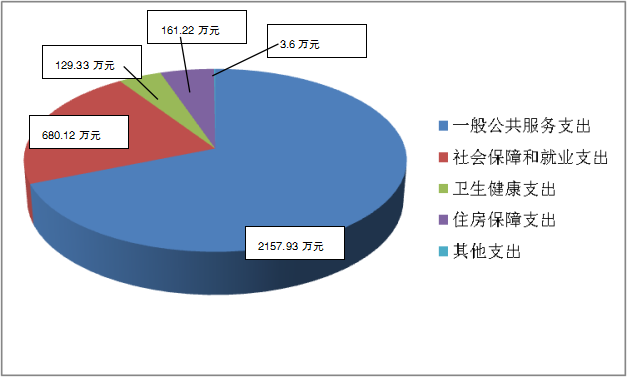 161.22 万元
3.6 万元
129.33 万元
680.12 万元
2157.93 万元
一般公共服务支出
社会保障和就业支出
卫生健康支出
住房保障支出
其他支出